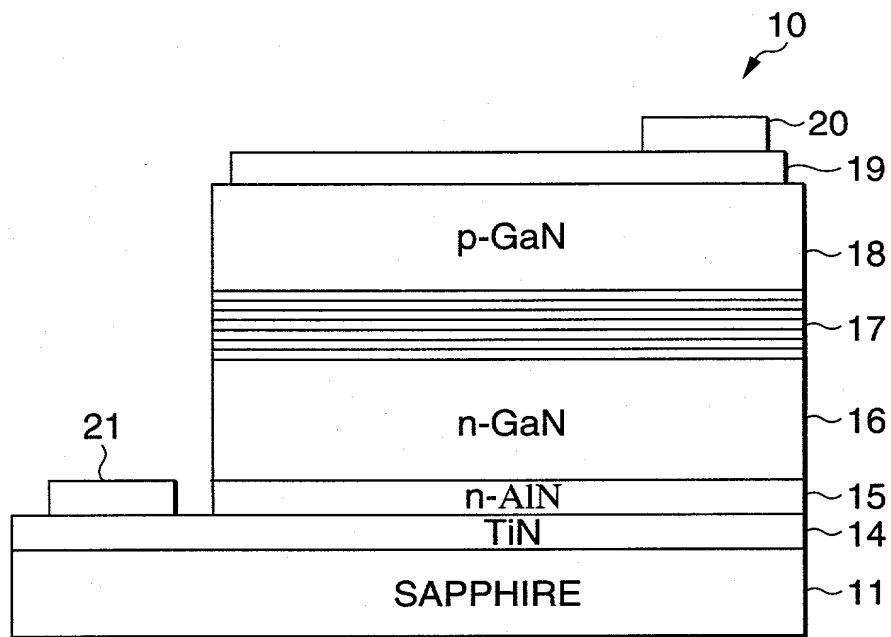 10
20
19
p-GaN
18
17
n-GaN
16
21
n-AlN
15
TiN
14
SAPPHIRE
11